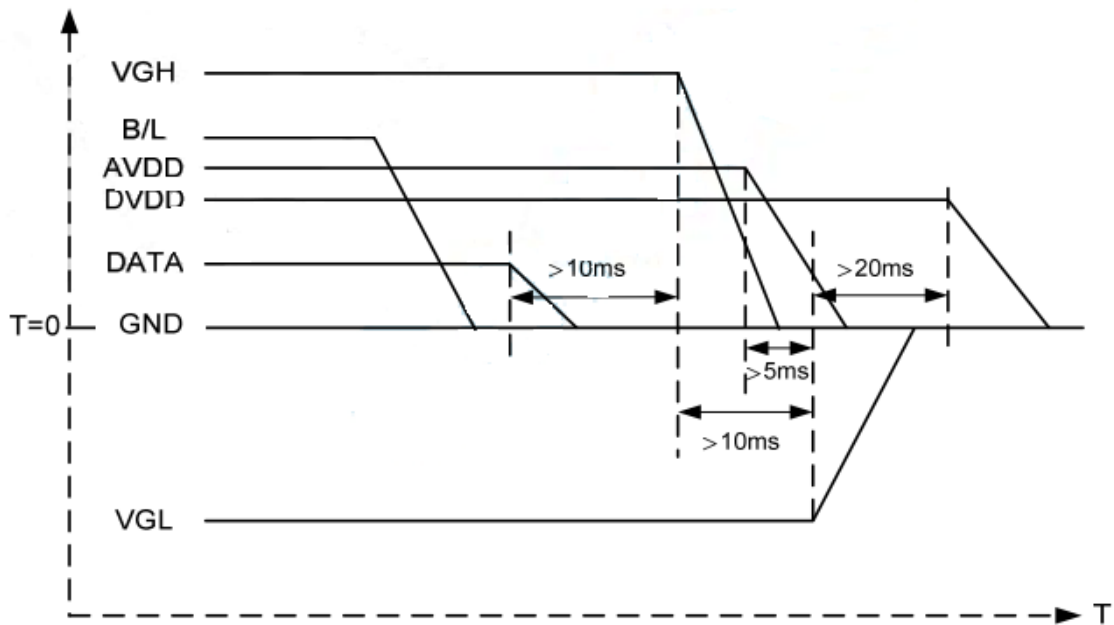 VGH
B/L
AVDD
DVDD
DATA
>10ms
>20ms
T=0
GND
>5ms
>10ms
VGL
T